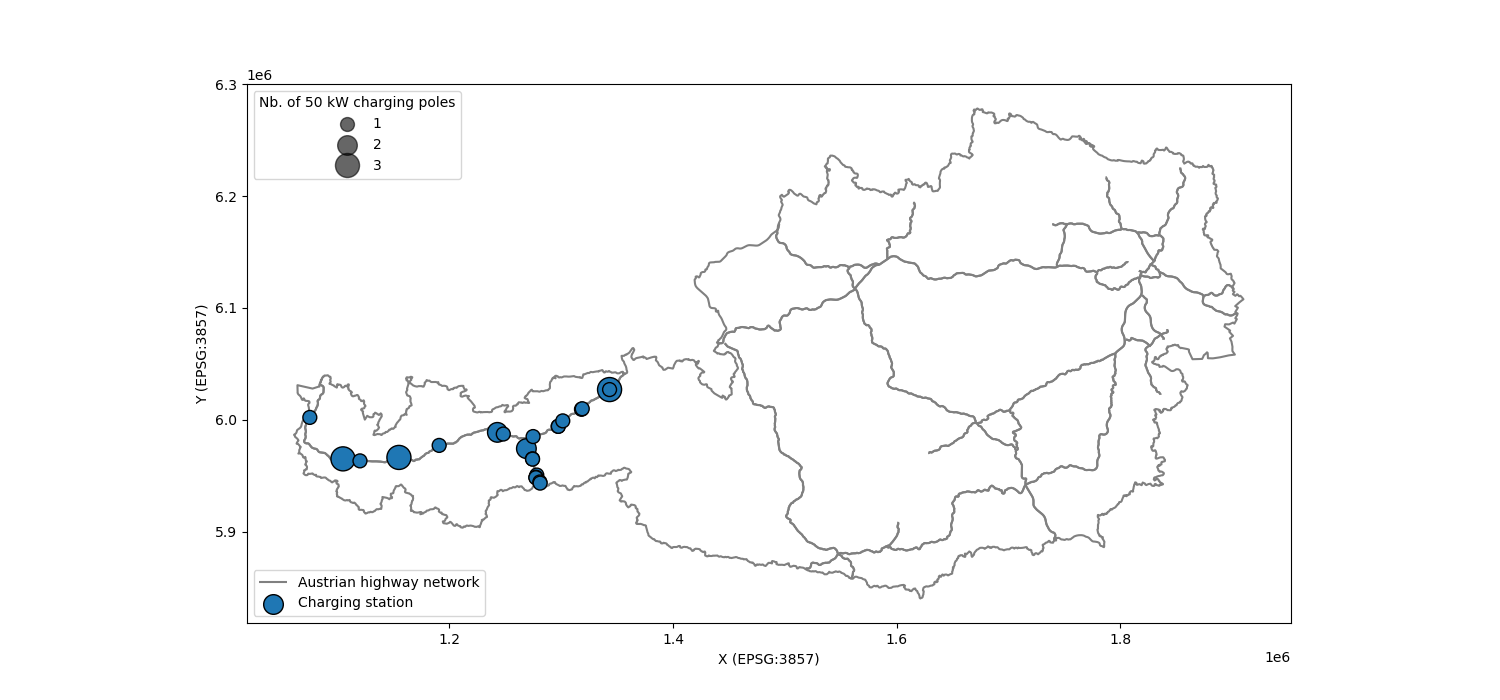 1e6
6.3
Nb. of 50 kW charging poles
1
2
3
6.2
6.1
Y (EPSG:3857)
6.0
5.9
Austrian highway network
Charging station
1.2
1.4
1.6
1.8
X (EPSG:3857)
1e6